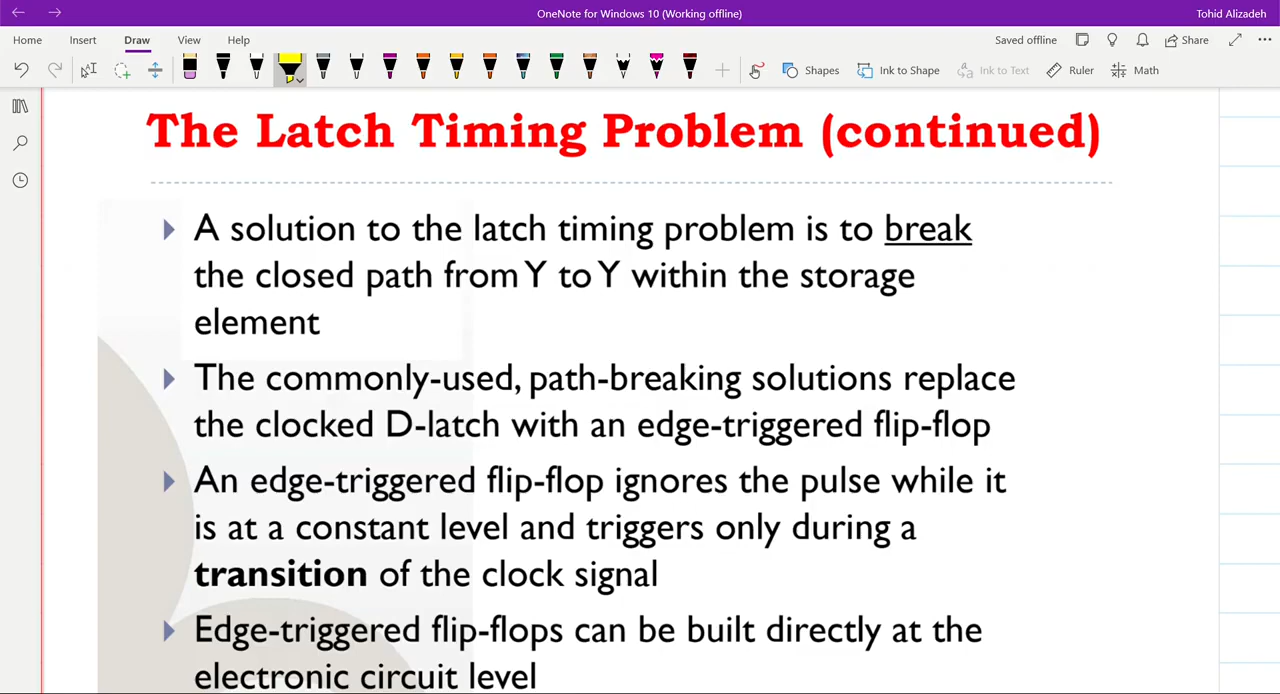 OneNote for Windows 10 (Working offline)
Tohid Alizadeh
Home Insert Draw View Help
Saved offline
Share
Shapes
Ink to Shape
Ink to Text
Ruler
Math
The Latch Timing Problem (continued)
A solution to the latch timing problem is to break
the closed path from Y to Y within the storage
element
The commonly-used, path-breaking solutions replace
the clocked D-latch with an edge-triggered flip-flop
An edge-triggered flip-flop ignores the pulse while it
is at a constant level and triggers only during a
transition of the clock signal
Edge-triggered flip-flops can be built directly at the
electronic circuit level